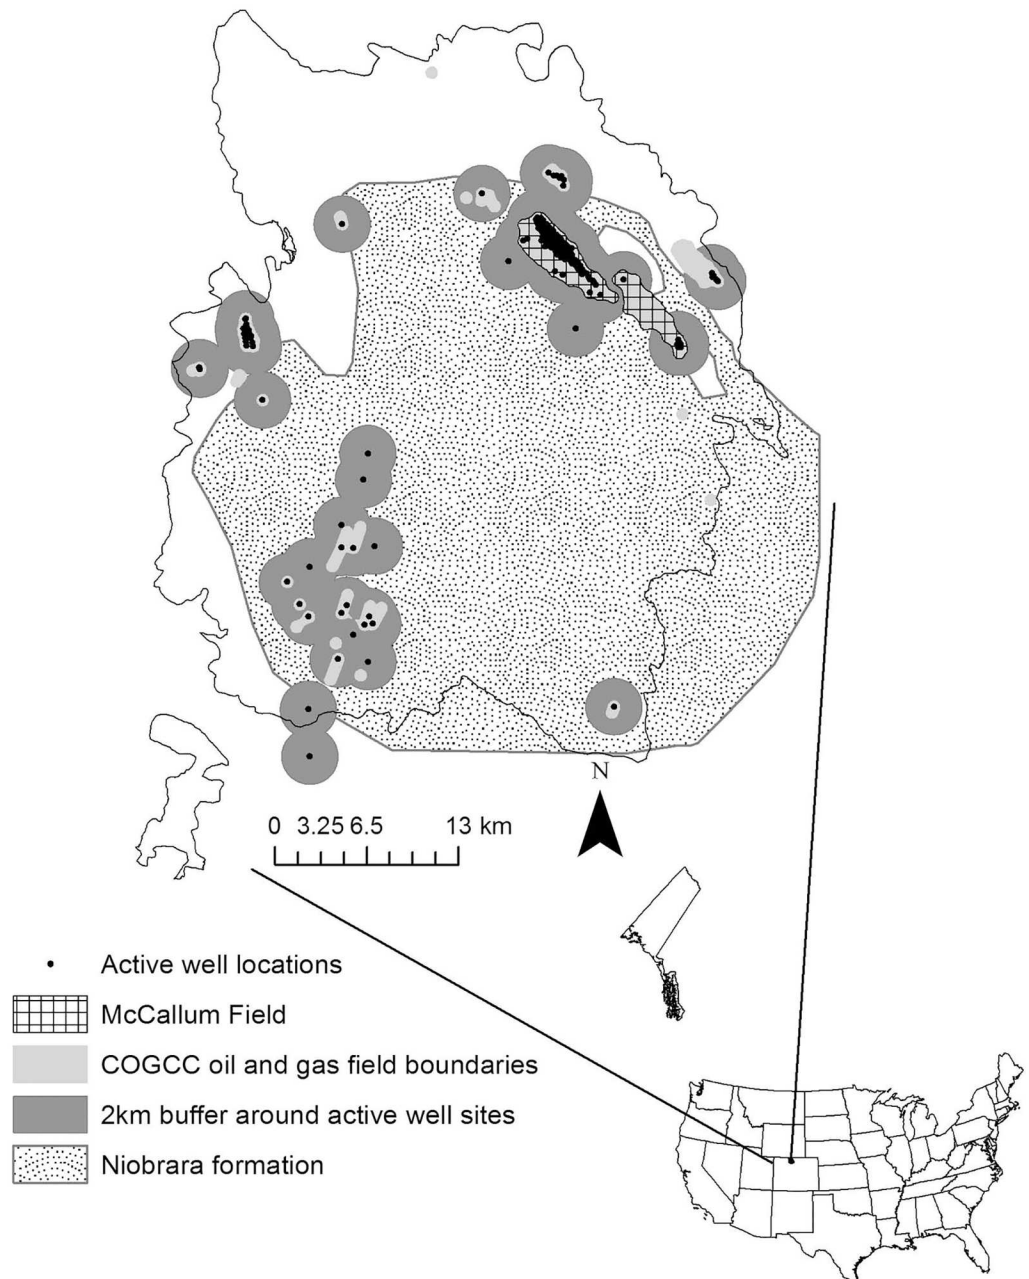 N
0 3.25 6.5 13 km
Active well locations
McCallum Field
COGCC oil and gas field boundaries
2km buffer around active well sites
Niobrara formation